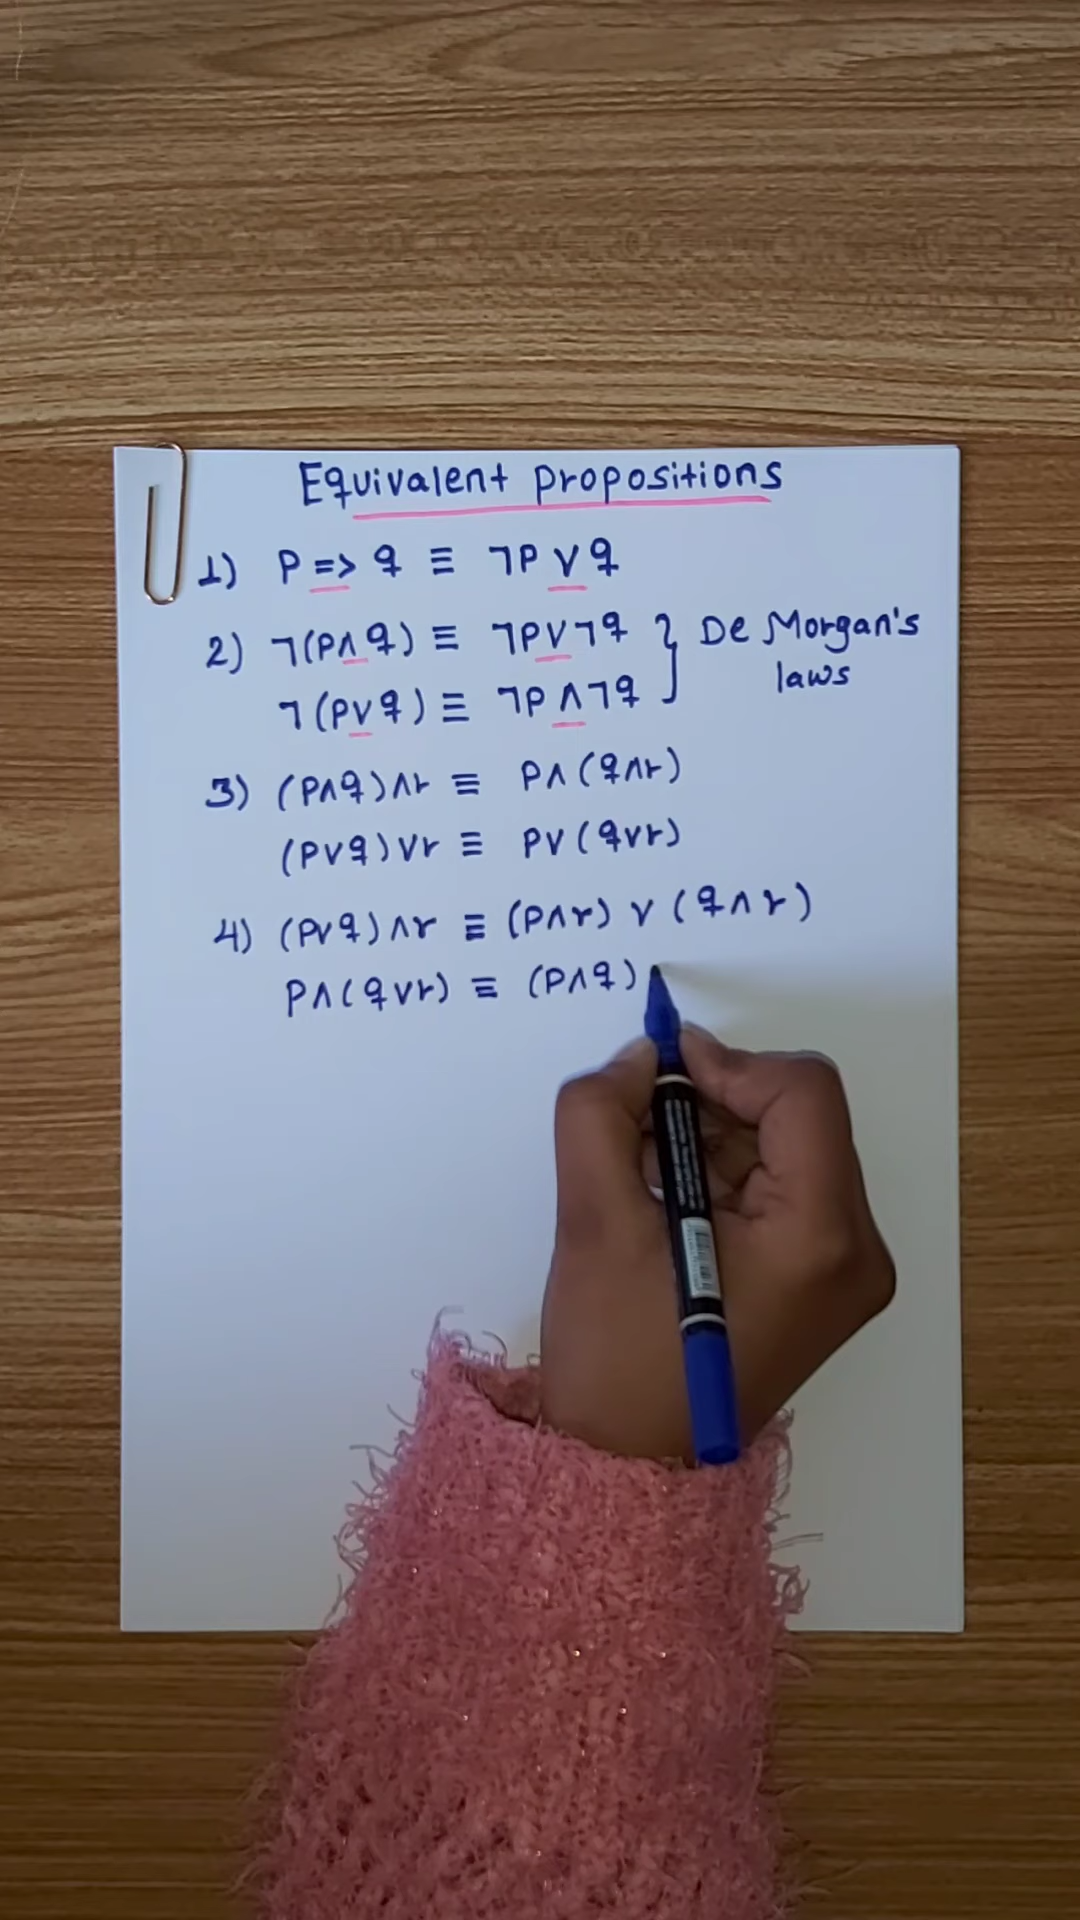 Equivalent propositions
1) P => q ≡ ¬P ∨ q
2) ¬(P∧q) ≡ ¬P∨¬q } De Morgan's laws
¬(P∨q) ≡ ¬P∧¬q
3) (P∧q)∧r ≡ P∧(q∧r)
(P∨q)∨r ≡ P∨(q∨r)
4) (P∨q)∧r ≡ (P∧r)∨(q∧r)
P∧(q∨r) ≡ (P∧q)